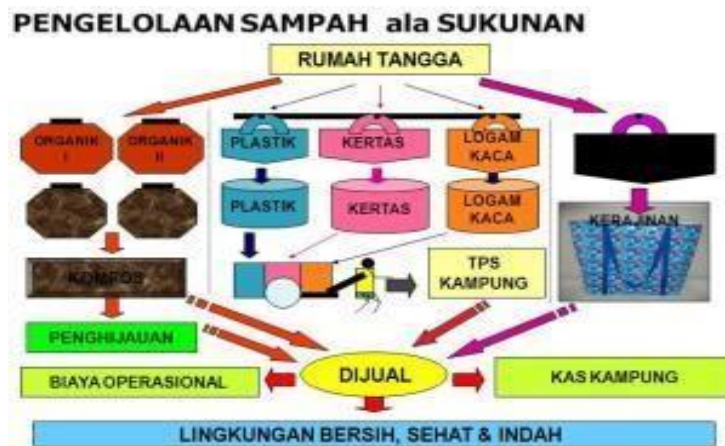 PENGELOLAAN SAMPAH ala SUKUNAN
RUMAH TANGGA
ORGANIK
I
ORGANIK
II
PLASTIK
KERTAS
LOGAM
KACA
PLASTIK
KERTAS
LOGAM
KACA
KERAJINAN
KOMPOS
TPS
KAMPUNG
PENGHIJAUAN
BIAYA OPERASIONAL
DIJUAL
KAS KAMPUNG
LINGKUNGAN BERSIH, SEHAT & INDAH